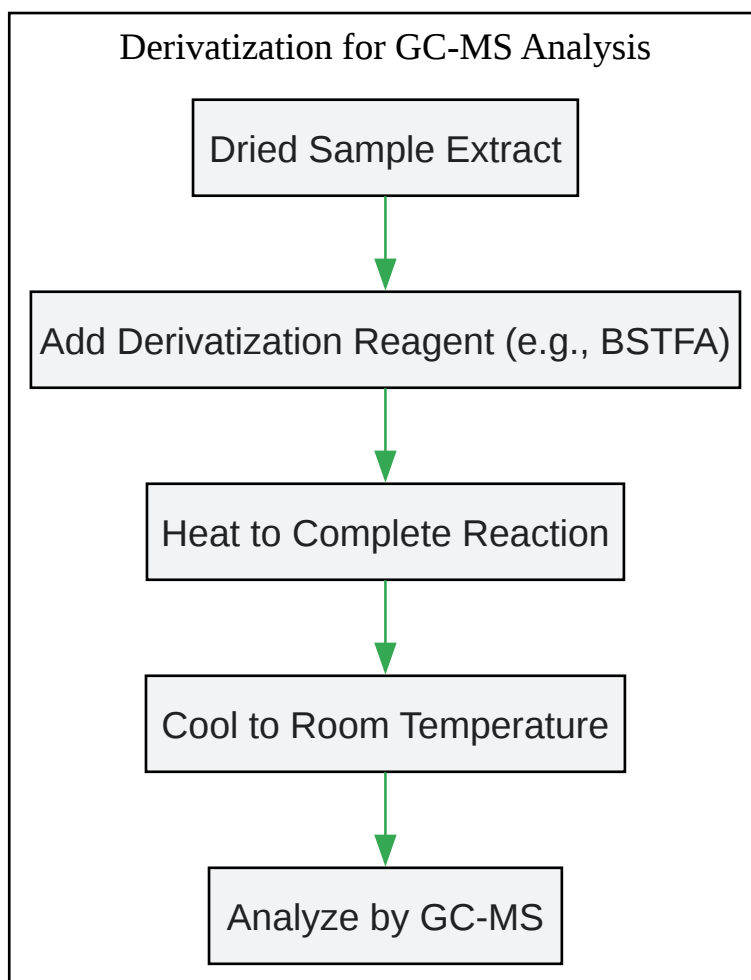 Derivatization for GC-MS Analysis
Dried Sample Extract
Add Derivatization Reagent (e.g., BSTFA)
Heat to Complete Reaction
Cool to Room Temperature
Analyze by GC-MS